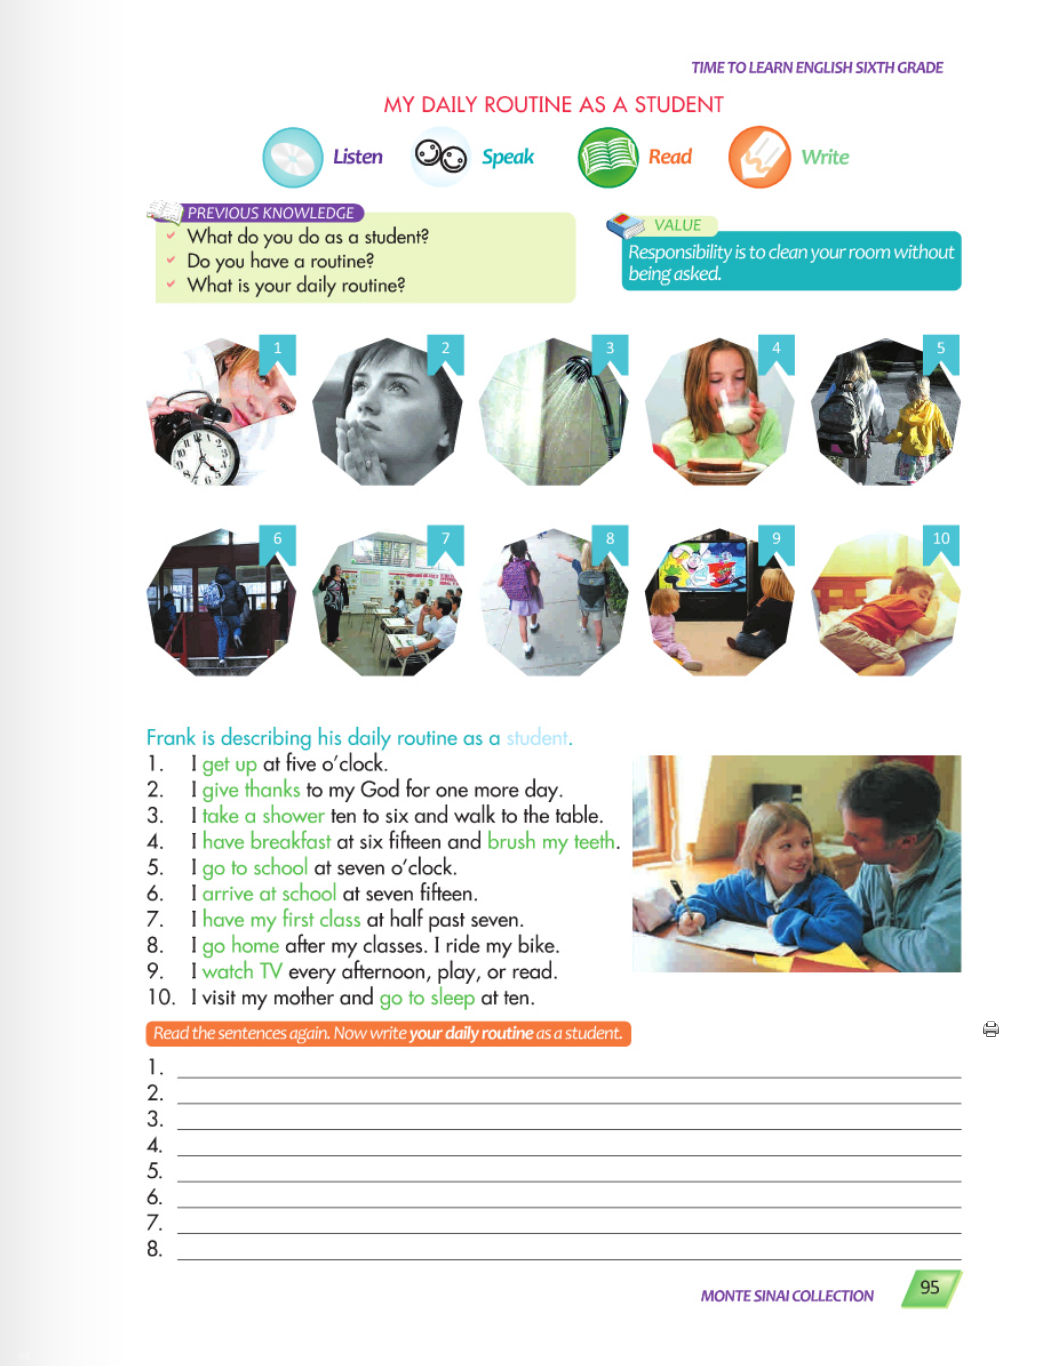 TIME TO LEARN ENGLISH SIXTH GRADE
MY DAILY ROUTINE AS A STUDENT
Listen
Speak
Read
Write
PREVIOUS KNOWLEDGE
What do you do as a student?
Do you have a routine?
What is your daily routine?
VALUE
Responsibility is to clean your room without
being asked.
1
2
3
4
5
6
7
8
9
10
Frank is describing his daily routine as a student.
1. I get up at five o'clock.
2. I give thanks to my God for one more day.
3. I take a shower ten to six and walk to the table.
4. I have breakfast at six fifteen and brush my teeth.
5. I go to school at seven o'clock.
6. I arrive at school at seven fifteen.
7. I have my first class at half past seven.
8. I go home after my classes. I ride my bike.
9. I watch TV every afternoon, play, or read.
10. I visit my mother and go to sleep at ten.
Read the sentences again. Now write your daily routine as a student.
1.
2.
3.
4.
5.
6.
7.
8.
MONTE SINAI COLLECTION
95